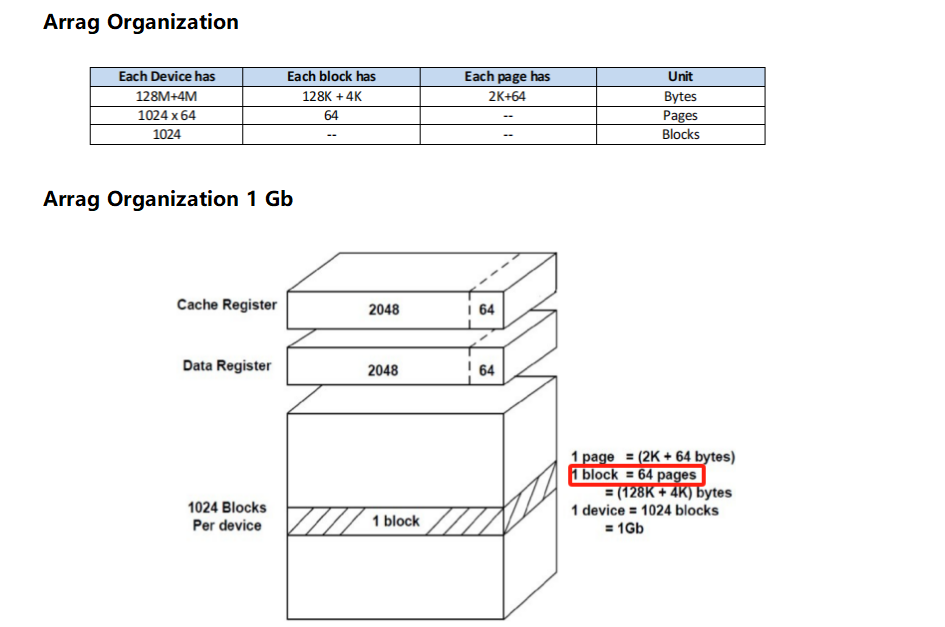 Arrag Organization
Each Device has Each block has Each page has Unit
128M+4M 128K + 4K 2K+64 Bytes
1024 x 64 64 -- Pages
1024 -- -- Blocks
Arrag Organization 1 Gb
Cache Register 2048 64
Data Register 2048 64
1 page = (2K + 64 bytes)
1 block = 64 pages
= (128K + 4K) bytes
1 device = 1024 blocks
= 1Gb
1024 Blocks
Per device
1 block